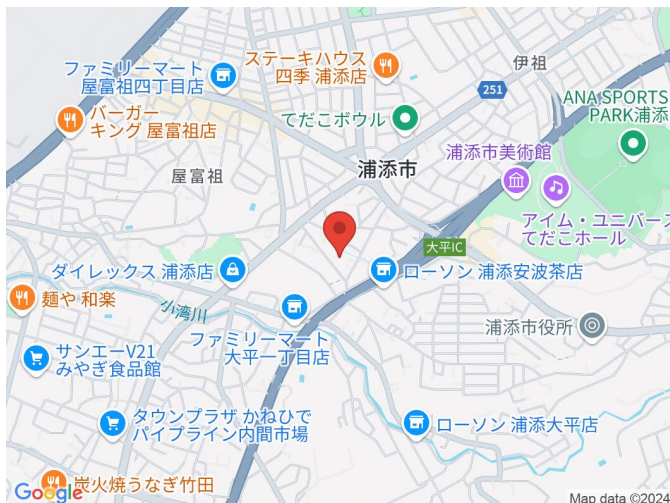 ステーキハウス
四季 浦添店
伊祖
ファミリーマート
屋富祖四丁目店
251
ANA SPORTS
PARK浦添
バーガー
キング 屋富祖店
てだこボウル
浦添市美術館
浦添市
屋富祖
アイム・ユニバース
てだこホール
大平IC
ダイレックス 浦添店
ローソン 浦添安波茶店
麺や 和楽
小湾川
ファミリーマート
大平一丁目店
浦添市役所
サンエーV21
みやぎ食品館
タウンプラザ かねひで
パイプライン内間市場
ローソン 浦添大平店
炭火焼うなぎ竹田
Google
Map data ©2024